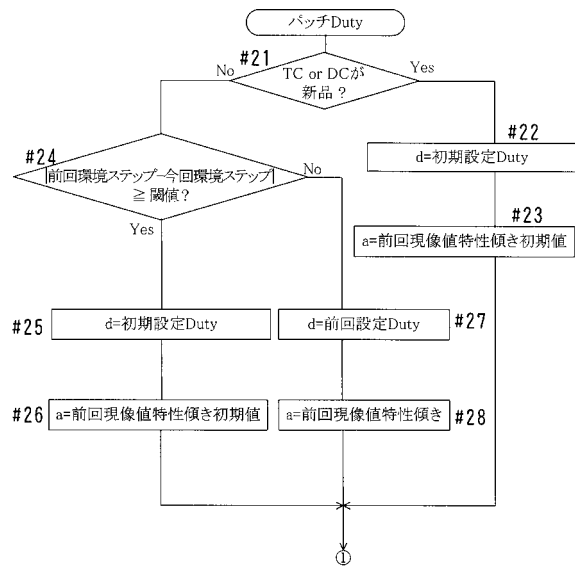 パッチDuty
#21
No
TC or DCが
新品？
Yes
#22
d=初期設定Duty
#24
|前回環境ステップ-今回環境ステップ|
≧ 閾値？
No
Yes
#23
a=前回現像値特性傾き初期値
#25
d=初期設定Duty
d=前回設定Duty
#27
#26
a=前回現像値特性傾き初期値
a=前回現像値特性傾き
#28
①